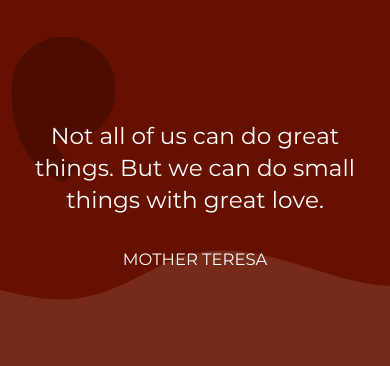 Not all of us can do great
things. But we can do small
things with great love.
MOTHER TERESA